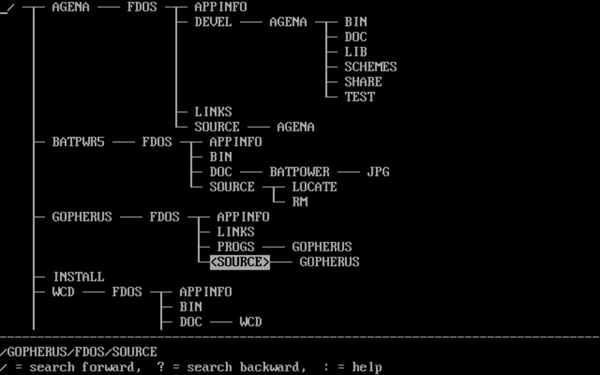 / AGENA FDOS APPINFO
DEVEL AGENA BIN
DOC
LIB
SCHEMES
SHARE
TEST
LINKS
SOURCE AGENA
BATPWR5 FDOS APPINFO
BIN
DOC BATPOWER JPG
SOURCE LOCATE
RM
GOPHERUS FDOS APPINFO
LINKS
PROGS GOPHERUS
<SOURCE> GOPHERUS
INSTALL
WCD FDOS APPINFO
BIN
DOC WCD
/GOPHERUS/FDOS/SOURCE
/ = search forward, ? = search backward, : = help